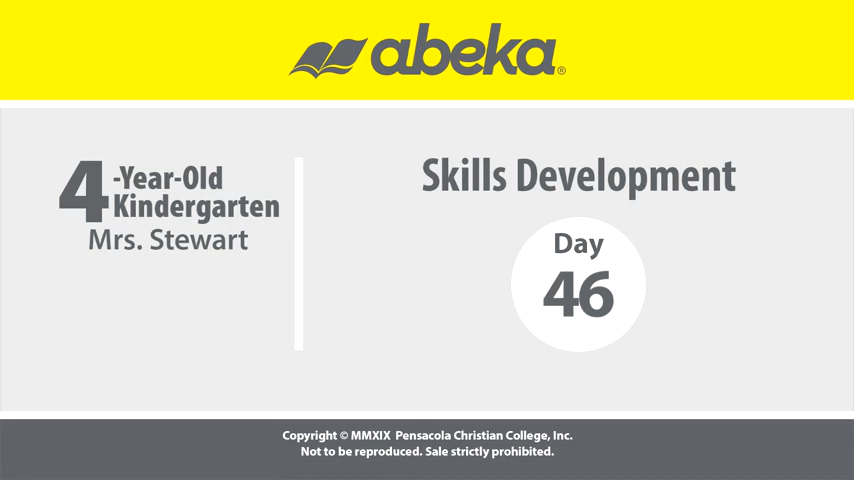 abeka®
4-Year-Old
Kindergarten
Mrs. Stewart
Skills Development
Day
46
Copyright © MMXIX Pensacola Christian College, Inc.
Not to be reproduced. Sale strictly prohibited.